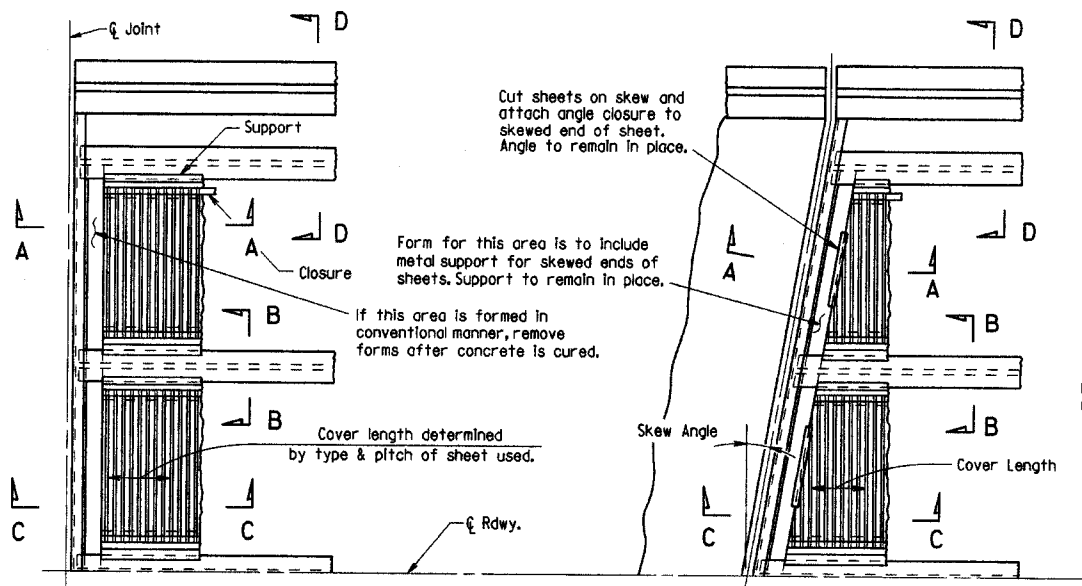 ℄ Joint
D
D
Support
Cut sheets on skew and
attach angle closure to
skewed end of sheet.
Angle to remain in place.
A
A
D
Closure
Form for this area is to include
metal support for skewed ends of
sheets. Support to remain in place.
A
D
A
If this area is formed in
conventional manner, remove
forms after concrete is cured.
B
B
B
B
Cover length determined
by type & pitch of sheet used.
Skew Angle
Cover Length
C
C
℄ Rdwy.
C
C